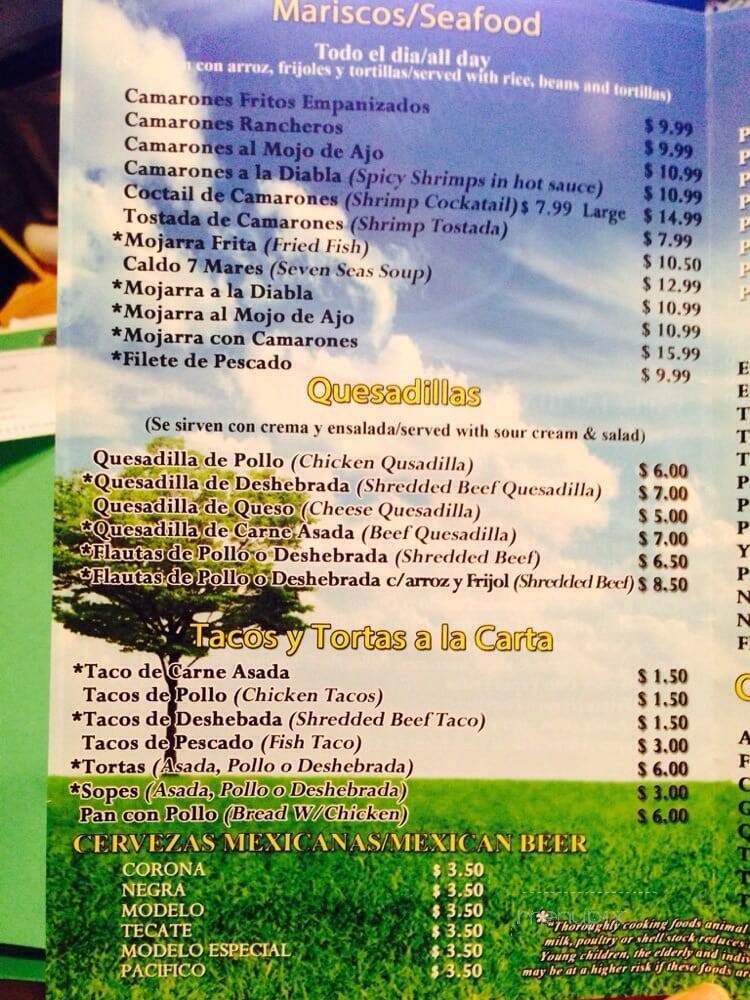 Mariscos/Seafood
Todo el dia/all day
con arroz, frijoles y tortillas/served with rice, beans and tortillas)
Camarones Fritos Empanizados $ 9.99
Camarones Rancheros $ 9.99
Camarones al Mojo de Ajo $ 10.99
Camarones a la Diabla (Spicy Shrimps in hot sauce) $ 10.99
Coctail de Camarones (Shrimp Cockatail) $ 7.99 Large $ 14.99
Tostada de Camarones (Shrimp Tostada) $ 7.99
*Mojarra Frita (Fried Fish) $ 10.50
Caldo 7 Mares (Seven Seas Soup) $ 12.99
*Mojarra a la Diabla $ 10.99
*Mojarra al Mojo de Ajo $ 10.99
*Mojarra con Camarones $ 15.99
*Filete de Pescado $ 9.99
Quesadillas
(Se sirven con crema y ensalada/served with sour cream & salad)
Quesadilla de Pollo (Chicken Qusadilla) $ 6.00
*Quesadilla de Deshebrada (Shredded Beef Quesadilla) $ 7.00
Quesadilla de Queso (Cheese Quesadilla) $ 5.00
*Quesadilla de Carne Asada (Beef Quesadilla) $ 7.00
*Flautas de Pollo o Deshebrada (Shredded Beef) $ 6.50
*Flautas de Pollo o Deshebrada c/arroz y Frijol (Shredded Beef) $ 8.50
Tacos y Tortas a la Carta
*Taco de Carne Asada $ 1.50
Tacos de Pollo (Chicken Tacos) $ 1.50
*Tacos de Deshebada (Shredded Beef Taco) $ 1.50
Tacos de Pescado (Fish Taco) $ 3.00
*Tortas (Asada, Pollo o Deshebrada) $ 6.00
*Sopes (Asada, Pollo o Deshebrada) $ 3.00
Pan con Pollo (Bread W/Chicken) $ 6.00
CERVEZAS MEXICANAS/MEXICAN BEER
CORONA $ 3.50
NEGRA $ 3.50
MODELO $ 3.50
TECATE $ 3.50
MODELO ESPECIAL $ 3.50
PACIFICO $ 3.50
menupix
"Thoroughly cooking foods animal
milk, poultry or shell stock reduces
Young children, the elderly and
may be at a higher risk if these foods